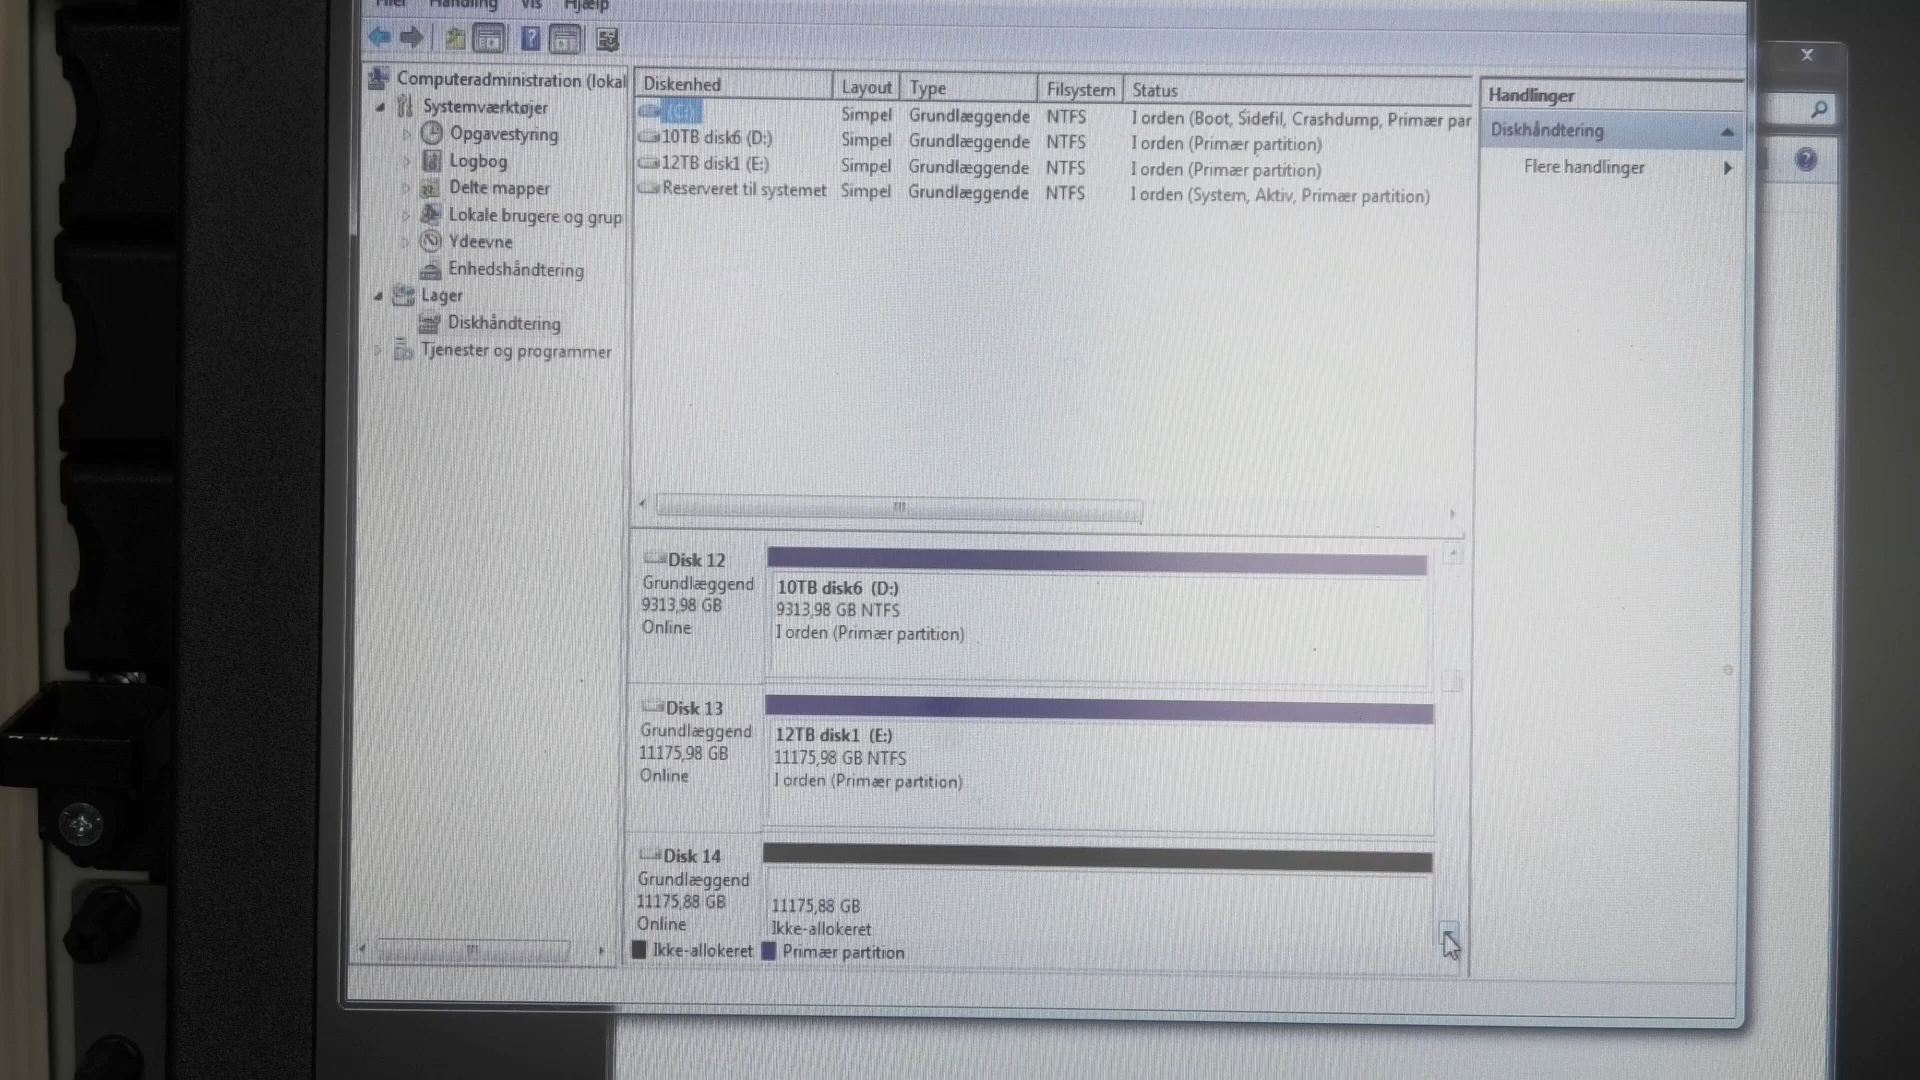 Filer Handling Vis Hjælp
Computeradministration (lokal
Systemværktøjer
Opgavestyring
Logbog
Delte mapper
Lokale brugere og grup
Ydeevne
Enhedshåndtering
Lager
Diskhåndtering
Tjenester og programmer
Diskenhed Layout Type Filsystem Status
(C:) Simpel Grundlæggende NTFS I orden (Boot, Sidefil, Crashdump, Primær par
10TB disk6 (D:) Simpel Grundlæggende NTFS I orden (Primær partition)
12TB disk1 (E:) Simpel Grundlæggende NTFS I orden (Primær partition)
Reserveret til systemet Simpel Grundlæggende NTFS I orden (System, Aktiv, Primær partition)
Disk 12
Grundlæggend
9313,98 GB
Online
10TB disk6 (D:)
9313,98 GB NTFS
I orden (Primær partition)
Disk 13
Grundlæggend
11175,98 GB
Online
12TB disk1 (E:)
11175,98 GB NTFS
I orden (Primær partition)
Disk 14
Grundlæggend
11175,88 GB
Online
11175,88 GB
Ikke-allokeret
Ikke-allokeret Primær partition
Handlinger
Diskhåndtering
Flere handlinger